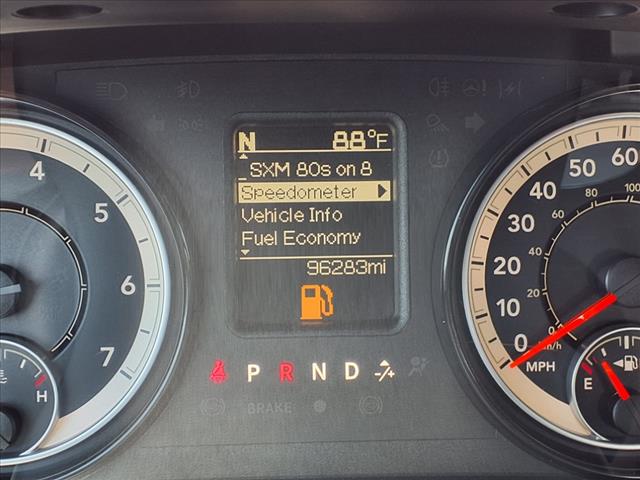 N 88°F
SXM 80s on 8
Speedometer
Vehicle Info
Fuel Economy
96283mi
P R N D -/+
BRAKE
4
5
6
7
H
0
10
20
30
40
50
60
0
20
40
60
80
100
km/h
MPH
E